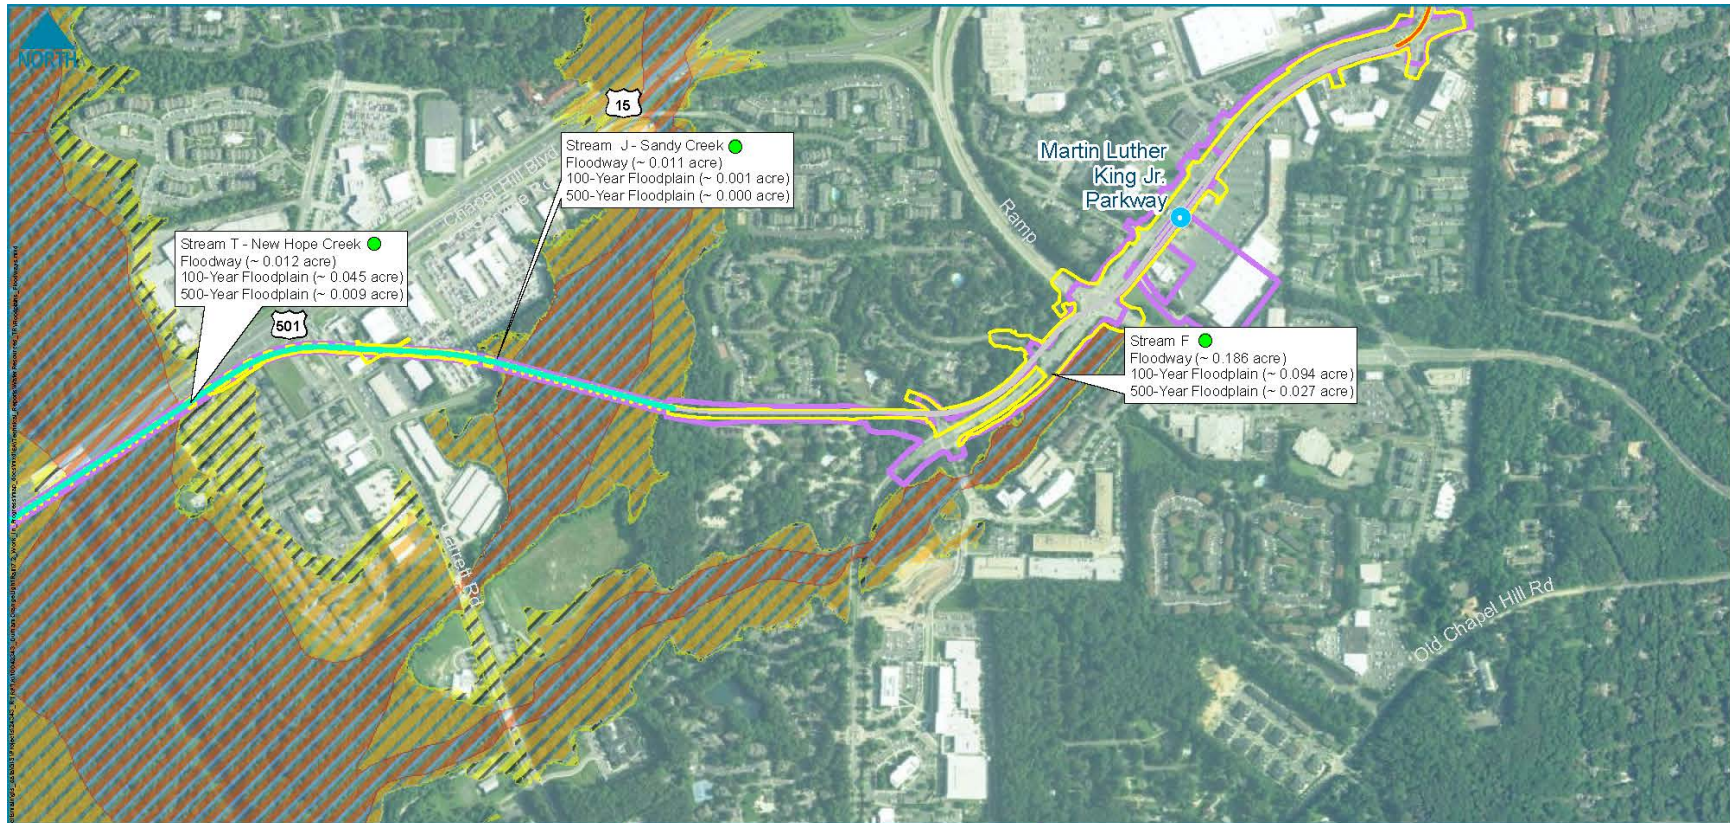 NORTH
15
Chapel Hill Blvd
Stream J - Sandy Creek
Floodway (~ 0.011 acre)
100-Year Floodplain (~ 0.001 acre)
500-Year Floodplain (~ 0.000 acre)
Martin Luther
King Jr.
Parkway
Ramp
Stream T - New Hope Creek
Floodway (~ 0.012 acre)
100-Year Floodplain (~ 0.045 acre)
500-Year Floodplain (~ 0.009 acre)
501
Stream F
Floodway (~ 0.186 acre)
100-Year Floodplain (~ 0.094 acre)
500-Year Floodplain (~ 0.027 acre)
Garrett Rd
Old Chapel Hill Rd